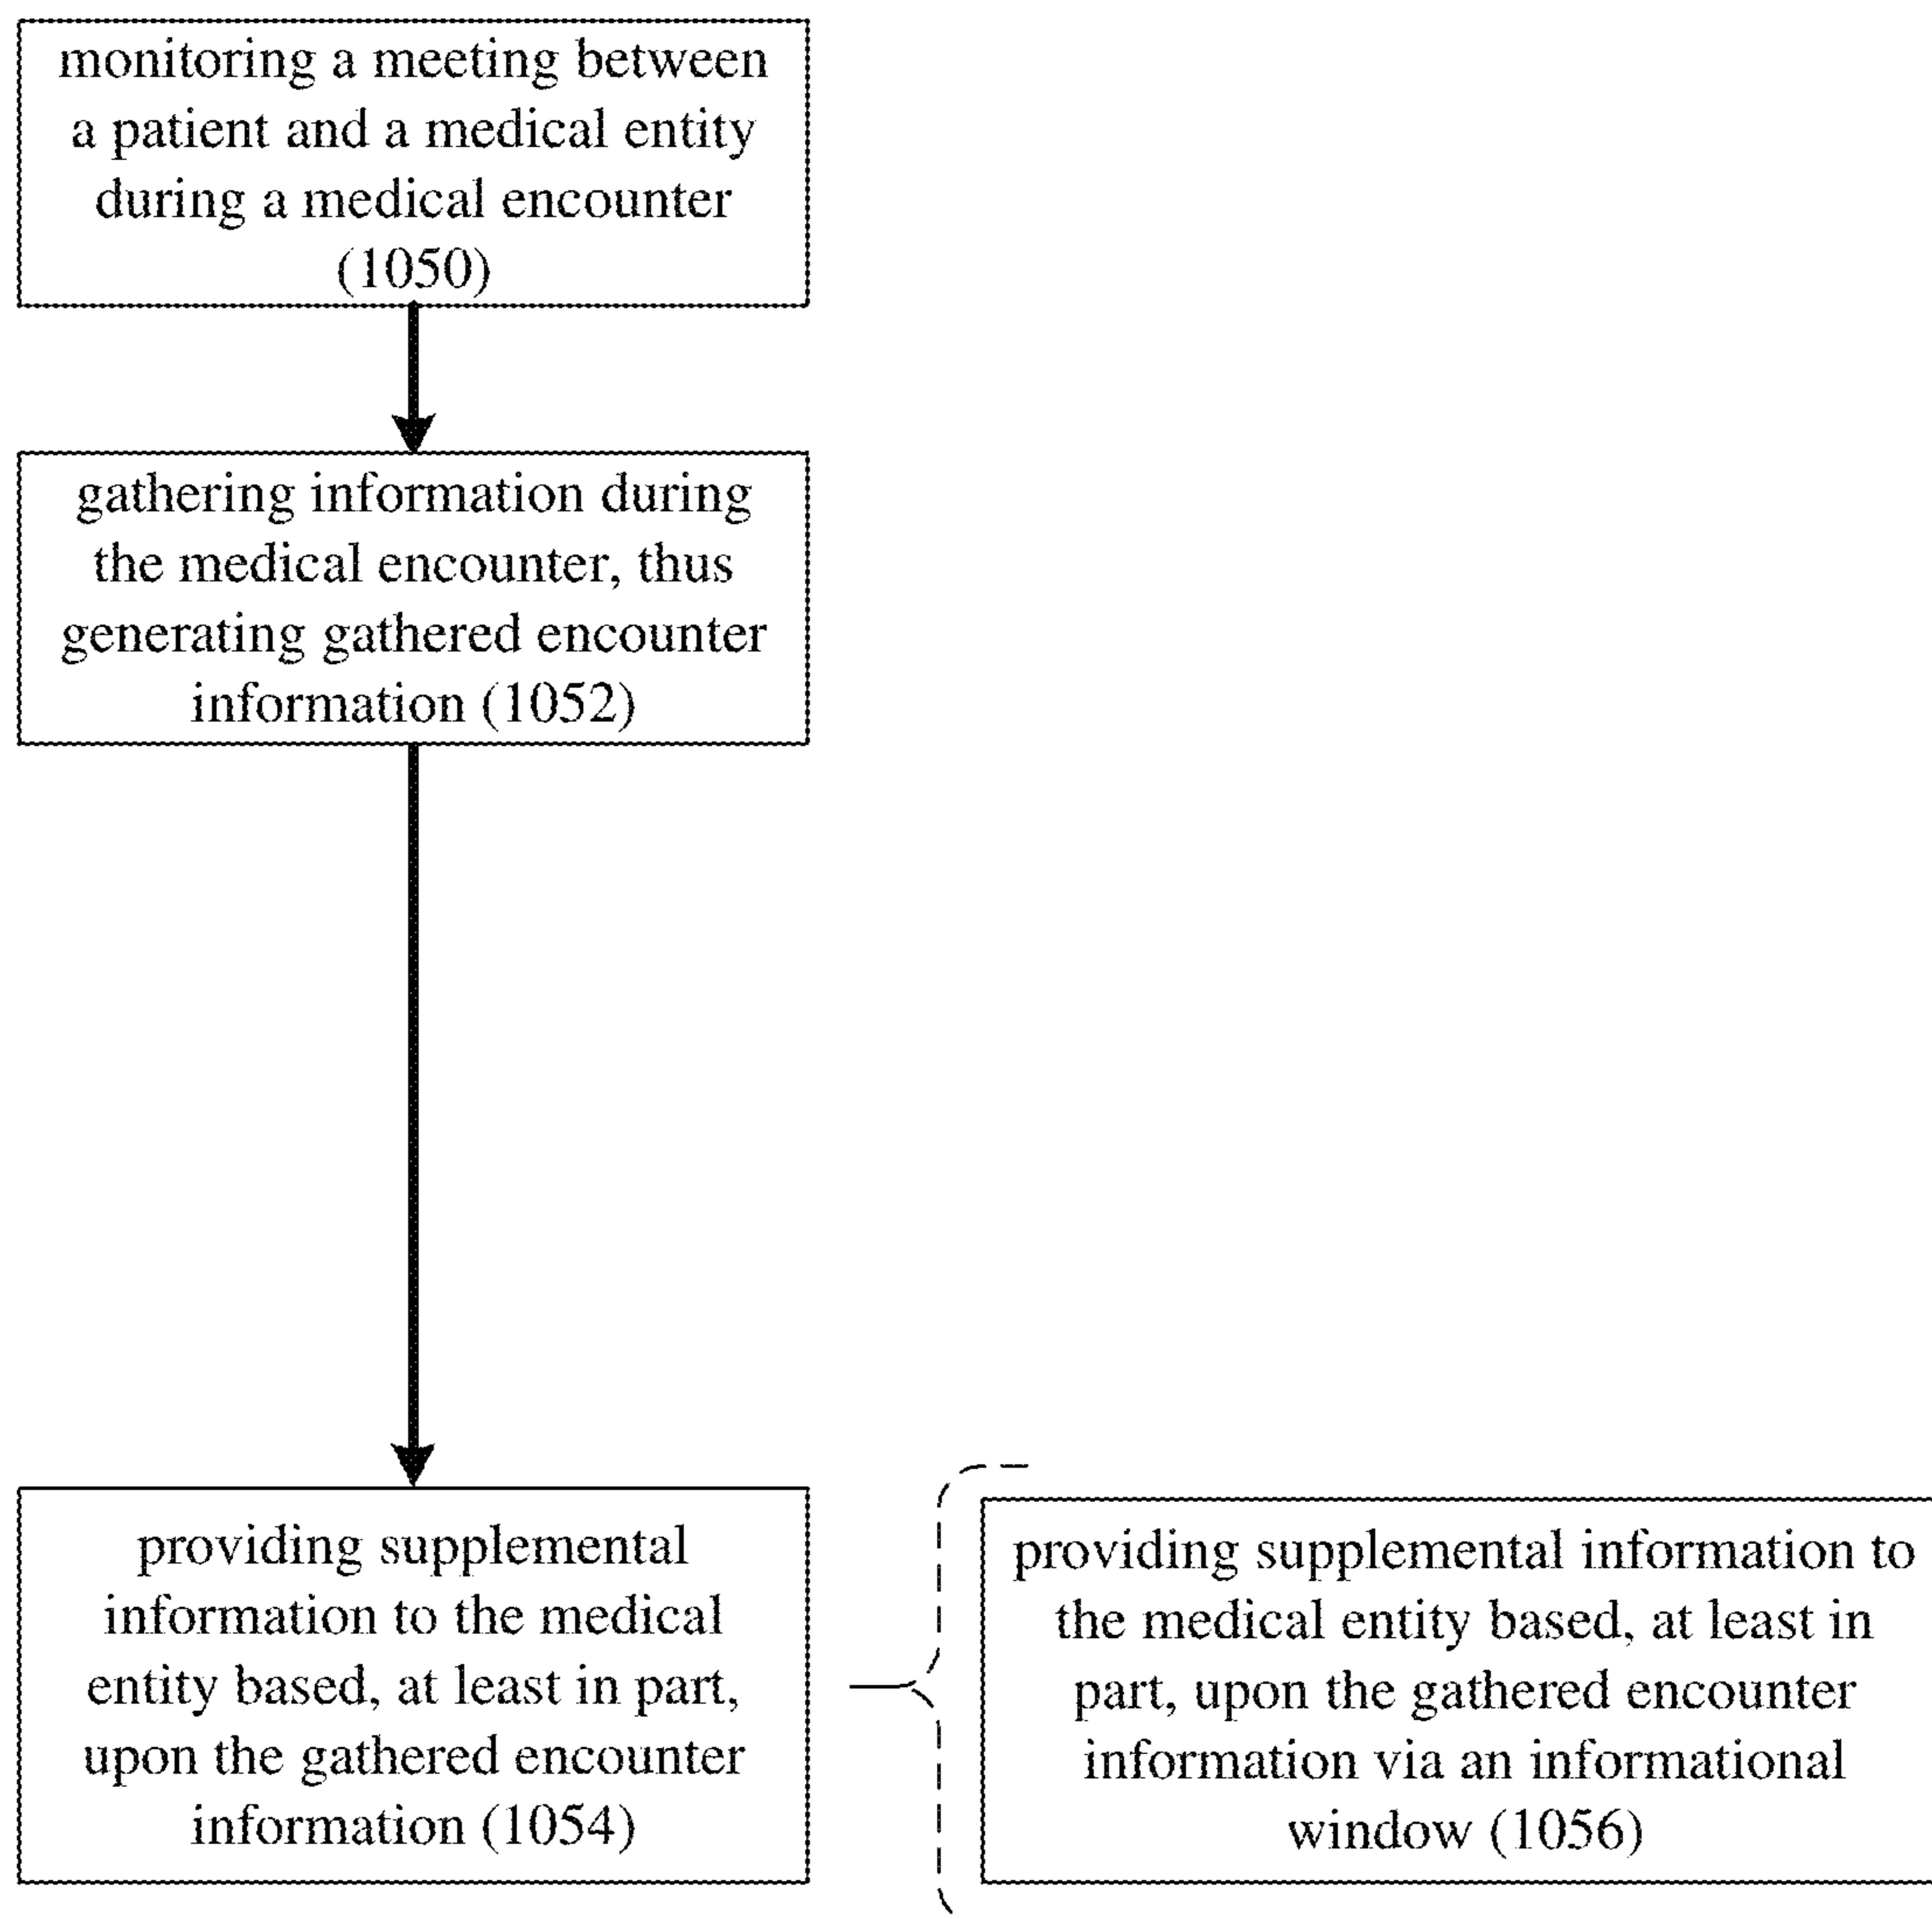 monitoring a meeting between
a patient and a medical entity
during a medical encounter
(1050)
gathering information during
the medical encounter, thus
generating gathered encounter
information (1052)
providing supplemental
information to the medical
entity based, at least in part,
upon the gathered encounter
information (1054)
providing supplemental information to
the medical entity based, at least in
part, upon the gathered encounter
information via an informational
window (1056)